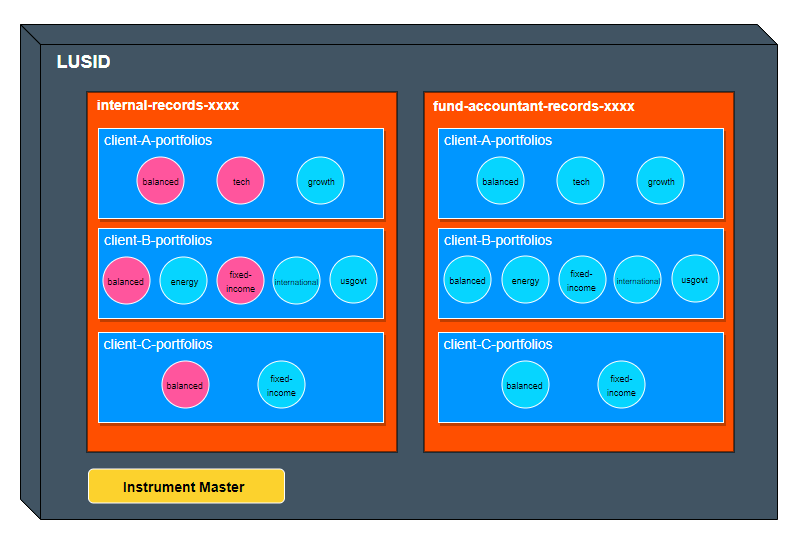 LUSID
internal-records-xxxx
client-A-portfolios
balanced
tech
growth
client-B-portfolios
balanced
energy
fixed-
income
international
usgovt
client-C-portfolios
balanced
fixed-
income
fund-accountant-records-xxxx
client-A-portfolios
balanced
tech
growth
client-B-portfolios
balanced
energy
fixed-
income
international
usgovt
client-C-portfolios
balanced
fixed-
income
Instrument Master